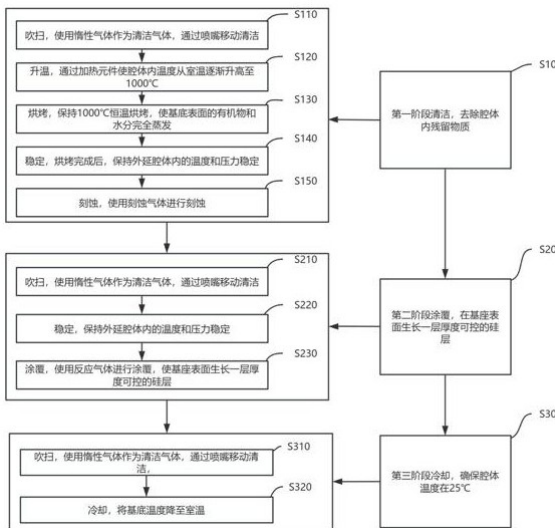 S110
吹扫，使用惰性气体作为清洁气体，通过喷嘴移动清洁
S120
升温，通过加热元件使腔体内温度从室温逐渐升高至
1000℃
S130
烘烤，保持1000℃恒温烘烤，使基底表面的有机物和
水分完全蒸发
S140
稳定，烘烤完成后，保持外延腔体内的温度和压力稳定
S150
刻蚀，使用刻蚀气体进行刻蚀
S10
第一阶段清洁，去除腔体
内残留物质
S210
吹扫，使用惰性气体作为清洁气体，通过喷嘴移动清洁
S220
稳定，保持外延腔体内的温度和压力稳定
S230
涂覆，使用反应气体进行涂覆，使基座表面生长一层厚
度可控的硅层
S20
第二阶段涂覆，在基座表
面生长一层厚度可控的硅
层
S310
吹扫，使用惰性气体作为清洁气体，通过喷嘴移动清
洁，
S320
冷却，将基底温度降至室温
S30
第三阶段冷却，确保腔体
温度在25℃